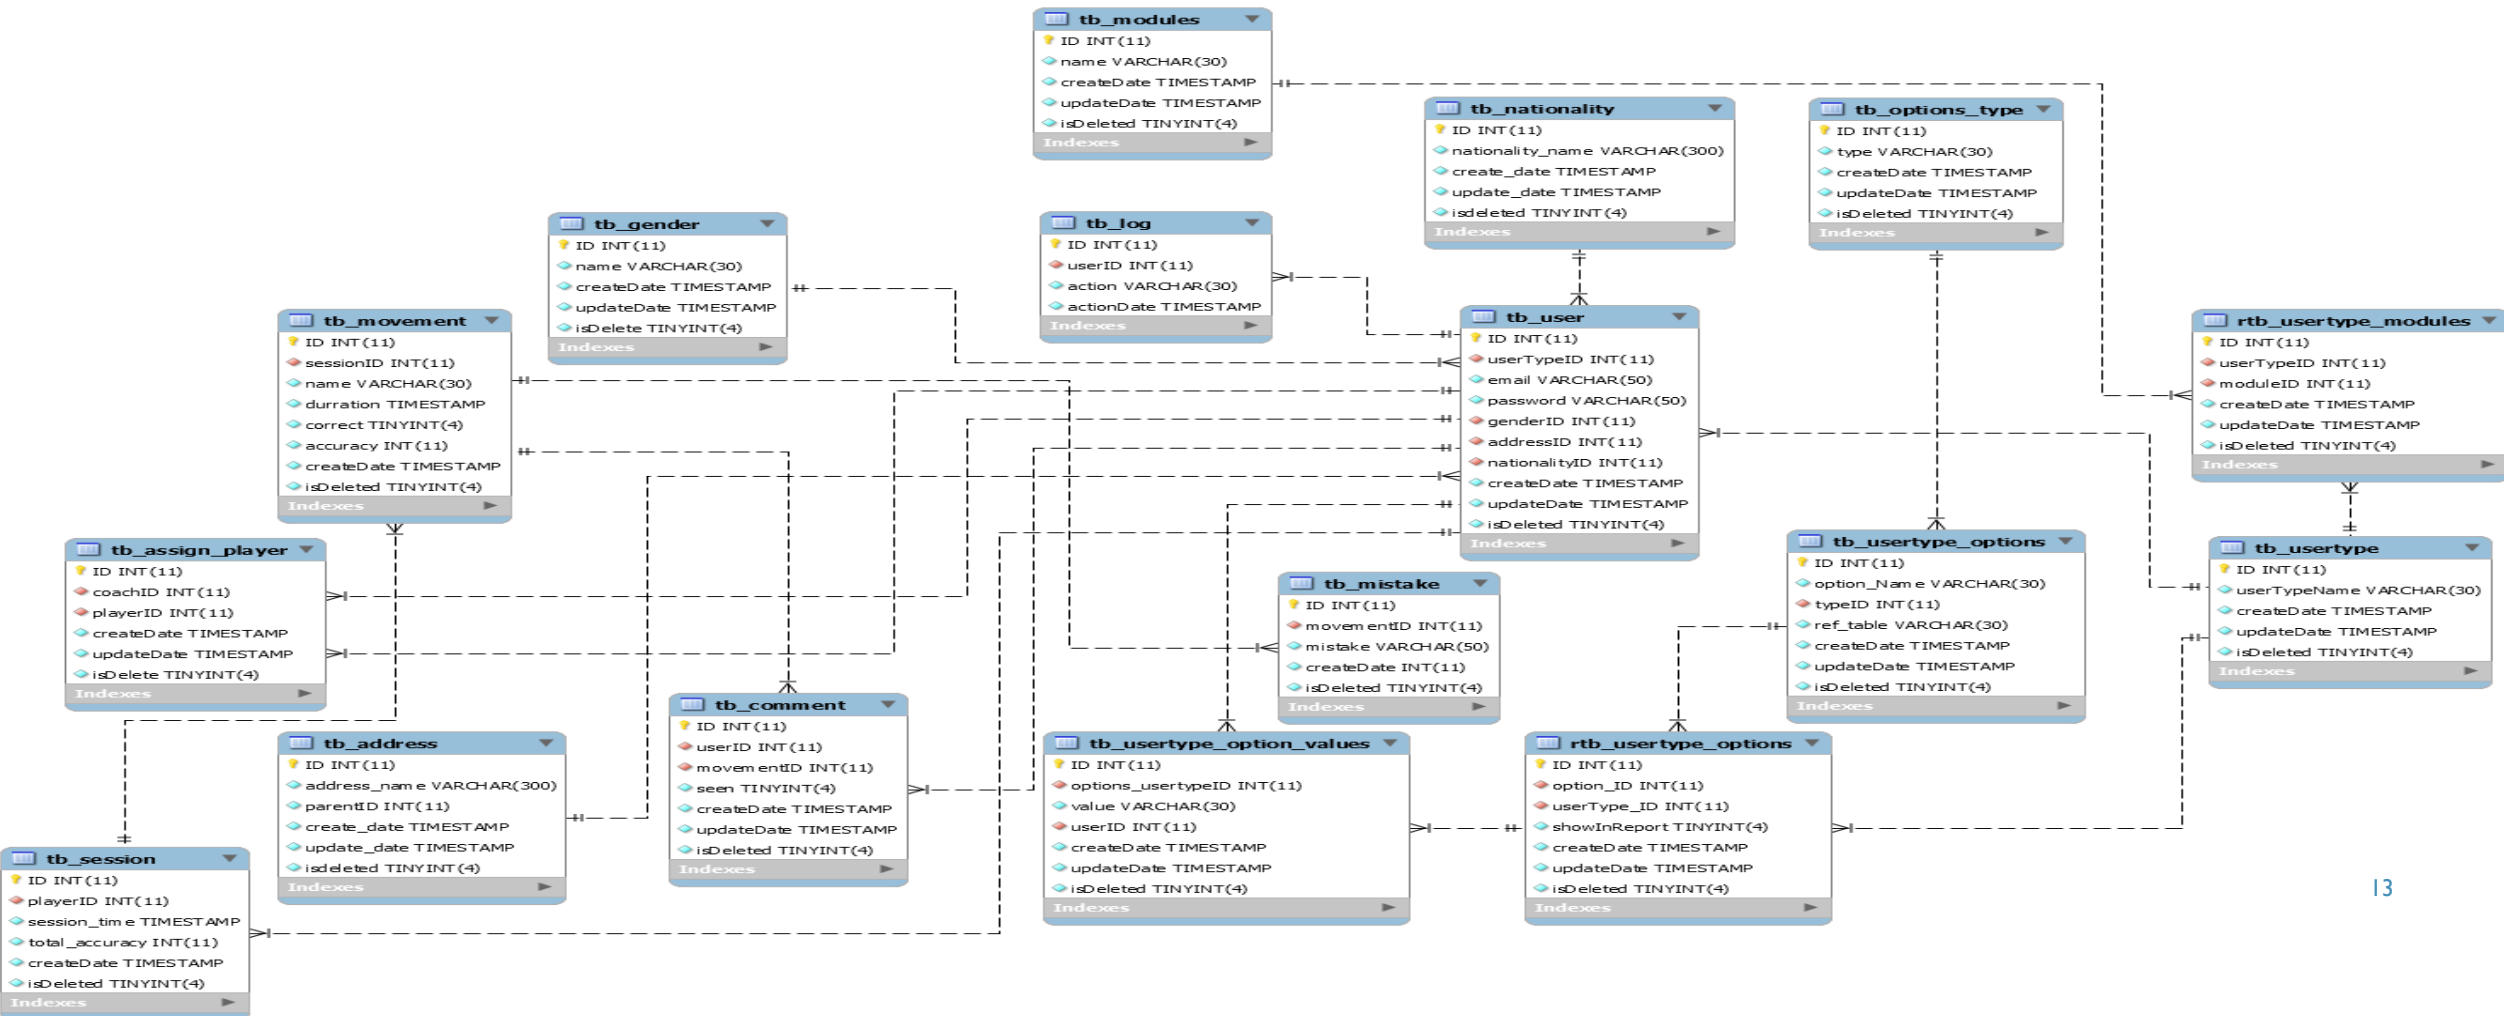 tb_modules
ID INT(11)
name VARCHAR(30)
createDate TIMESTAMP
updateDate TIMESTAMP
isDeleted TINYINT(4)
Indexes
tb_nationality
ID INT(11)
nationality_name VARCHAR(300)
create_date TIMESTAMP
update_date TIMESTAMP
isdeleted TINYINT(4)
Indexes
tb_options_type
ID INT(11)
type VARCHAR(30)
createDate TIMESTAMP
updateDate TIMESTAMP
isDeleted TINYINT(4)
Indexes
tb_gender
ID INT(11)
name VARCHAR(30)
createDate TIMESTAMP
updateDate TIMESTAMP
isDelete TINYINT(4)
Indexes
tb_log
ID INT(11)
userID INT(11)
action VARCHAR(30)
actionDate TIMESTAMP
Indexes
tb_movement
ID INT(11)
sessionID INT(11)
name VARCHAR(30)
durration TIMESTAMP
correct TINYINT(4)
accuracy INT(11)
createDate TIMESTAMP
isDeleted TINYINT(4)
Indexes
tb_user
ID INT(11)
userTypeID INT(11)
email VARCHAR(50)
password VARCHAR(50)
genderID INT(11)
addressID INT(11)
nationalityID INT(11)
createDate TIMESTAMP
updateDate TIMESTAMP
isDeleted TINYINT(4)
Indexes
rtb_usertype_modules
ID INT(11)
userTypeID INT(11)
moduleID INT(11)
createDate TIMESTAMP
updateDate TIMESTAMP
isDeleted TINYINT(4)
Indexes
tb_assign_player
ID INT(11)
coachID INT(11)
playerID INT(11)
createDate TIMESTAMP
updateDate TIMESTAMP
isDelete TINYINT(4)
Indexes
tb_mistake
ID INT(11)
movementID INT(11)
mistake VARCHAR(50)
createDate INT(11)
isDeleted TINYINT(4)
Indexes
tb_usertype_options
ID INT(11)
option_Name VARCHAR(30)
typeID INT(11)
ref_table VARCHAR(30)
createDate TIMESTAMP
updateDate TIMESTAMP
isDeleted TINYINT(4)
Indexes
tb_usertype
ID INT(11)
userTypeName VARCHAR(30)
createDate TIMESTAMP
updateDate TIMESTAMP
isDeleted TINYINT(4)
Indexes
tb_address
ID INT(11)
address_name VARCHAR(300)
parentID INT(11)
create_date TIMESTAMP
update_date TIMESTAMP
isdeleted TINYINT(4)
Indexes
tb_comment
ID INT(11)
userID INT(11)
movementID INT(11)
seen TINYINT(4)
createDate TIMESTAMP
updateDate TIMESTAMP
isDeleted TINYINT(4)
Indexes
tb_usertype_option_values
ID INT(11)
options_usertypeID INT(11)
value VARCHAR(30)
userID INT(11)
createDate TIMESTAMP
updateDate TIMESTAMP
isDeleted TINYINT(4)
Indexes
rtb_usertype_options
ID INT(11)
option_ID INT(11)
userType_ID INT(11)
showInReport TINYINT(4)
createDate TIMESTAMP
updateDate TIMESTAMP
isDeleted TINYINT(4)
Indexes
tb_session
ID INT(11)
playerID INT(11)
session_time TIMESTAMP
total_accuracy INT(11)
createDate TIMESTAMP
isDeleted TINYINT(4)
Indexes
13